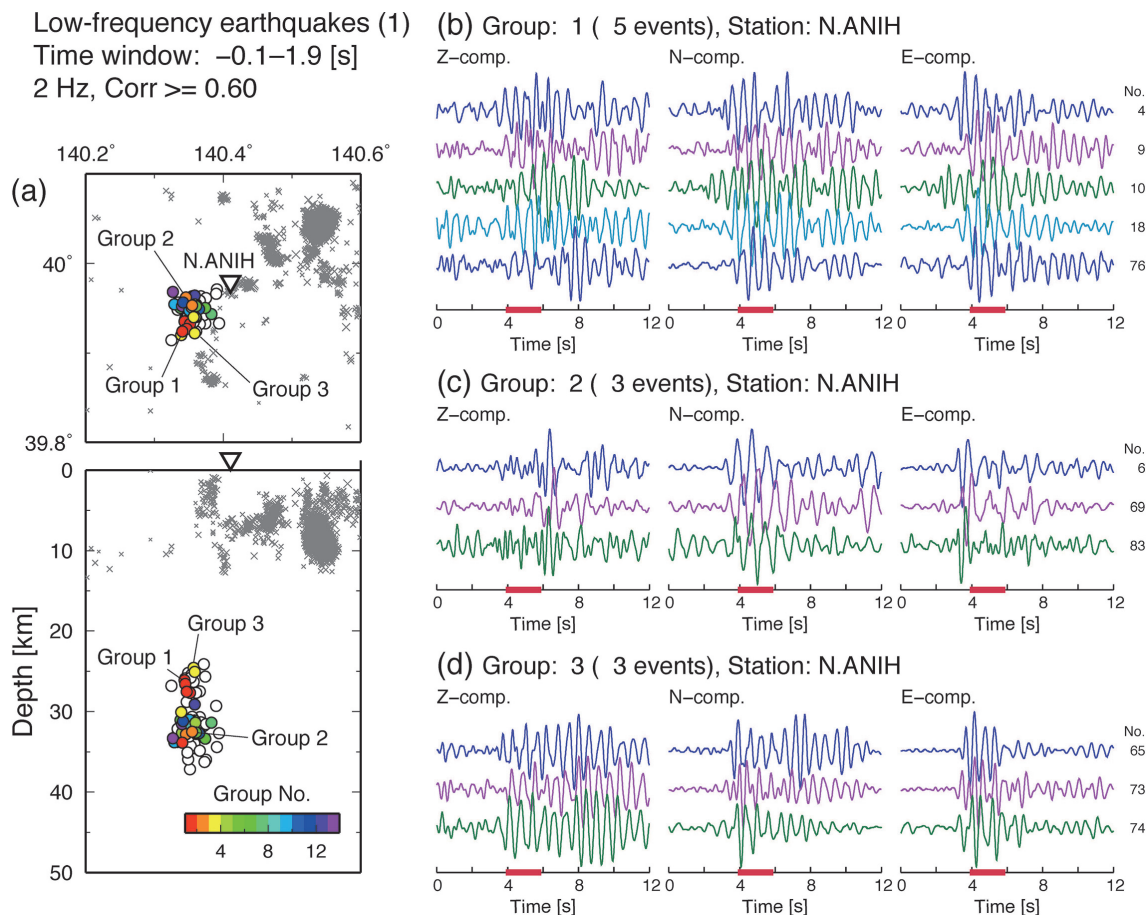 Low-frequency earthquakes (1)
Time window: −0.1–1.9 [s]
2 Hz, Corr >= 0.60
140.2 140.4 140.6
(a)
Group 2
N.ANIH
40°
Group 1
Group 3
39.8°
0
10
20
30
40
50
Depth [km]
Group 3
Group 1
Group 2
Group No.
4 8 12
(b) Group: 1 ( 5 events), Station: N.ANIH
Z−comp. N−comp. E−comp.
No.
4
9
10
18
76
0 4 8 12 0 4 8 12 0 4 8 12
Time [s] Time [s] Time [s]
(c) Group: 2 ( 3 events), Station: N.ANIH
Z−comp. N−comp. E−comp.
No.
6
69
83
0 4 8 12 0 4 8 12 0 4 8 12
Time [s] Time [s] Time [s]
(d) Group: 3 ( 3 events), Station: N.ANIH
Z−comp. N−comp. E−comp.
No.
65
73
74
0 4 8 12 0 4 8 12 0 4 8 12
Time [s] Time [s] Time [s]